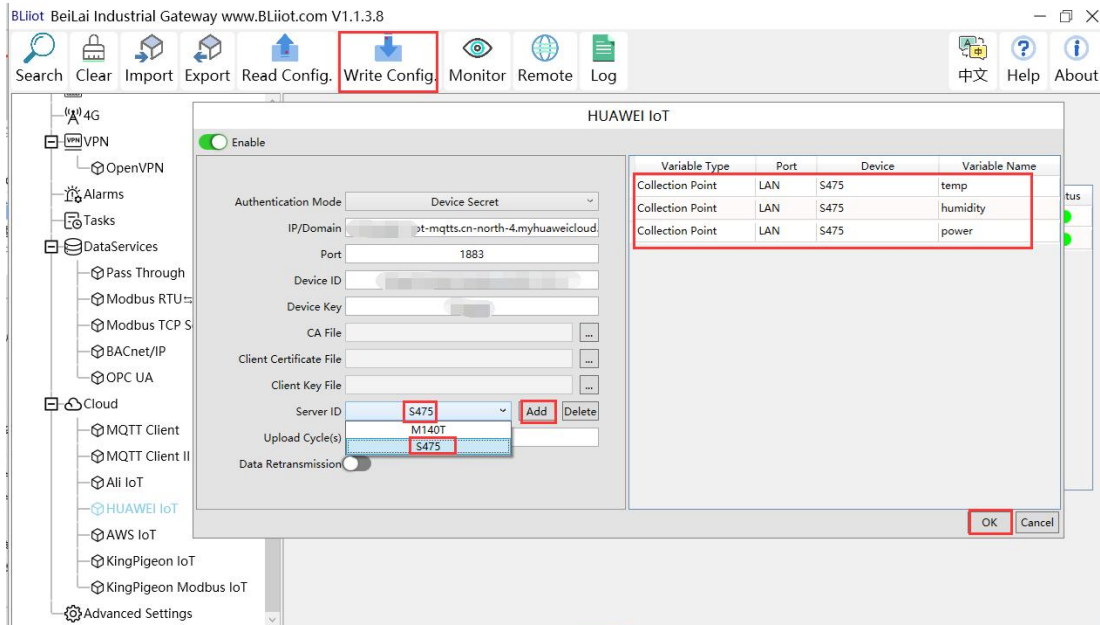 BLiiot BeiLai Industrial Gateway www.BLiiot.com V1.1.3.8
Search Clear Import Export Read Config. Write Config. Monitor Remote Log 中文 Help About
4G
VPN
OpenVPN
Alarms
Tasks
DataServices
Pass Through
Modbus RTU
Modbus TCP S
BACnet/IP
OPC UA
Cloud
MQTT Client
MQTT Client II
Ali IoT
HUAWEI IoT
AWS IoT
KingPigeon IoT
KingPigeon Modbus IoT
Advanced Settings
HUAWEI IoT
Enable
Authentication Mode Device Secret
IP/Domain ot-mqtts.cn-north-4.myhuaweicloud.
Port 1883
Device ID
Device Key
CA File ...
Client Certificate File ...
Client Key File ...
Server ID S475 Add Delete
M140T
Upload Cycle(s) S475
Data Retransmission
Variable Type Port Device Variable Name
Collection Point LAN S475 temp
Collection Point LAN S475 humidity
Collection Point LAN S475 power
OK Cancel
tus